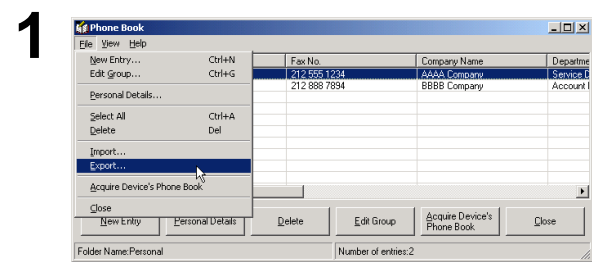 1
Phone Book
File View Help
New Entry... Ctrl+N
Edit Group... Ctrl+G
Personal Details...
Select All Ctrl+A
Delete Del
Import...
Export...
Acquire Device's Phone Book
Close
Fax No. Company Name Departme
212 555 1234 AAAA Company Service D
212 888 7894 BBBB Company Account
New Entry Personal Details Delete Edit Group Acquire Device's Phone Book Close
Folder Name:Personal Number of entries:2